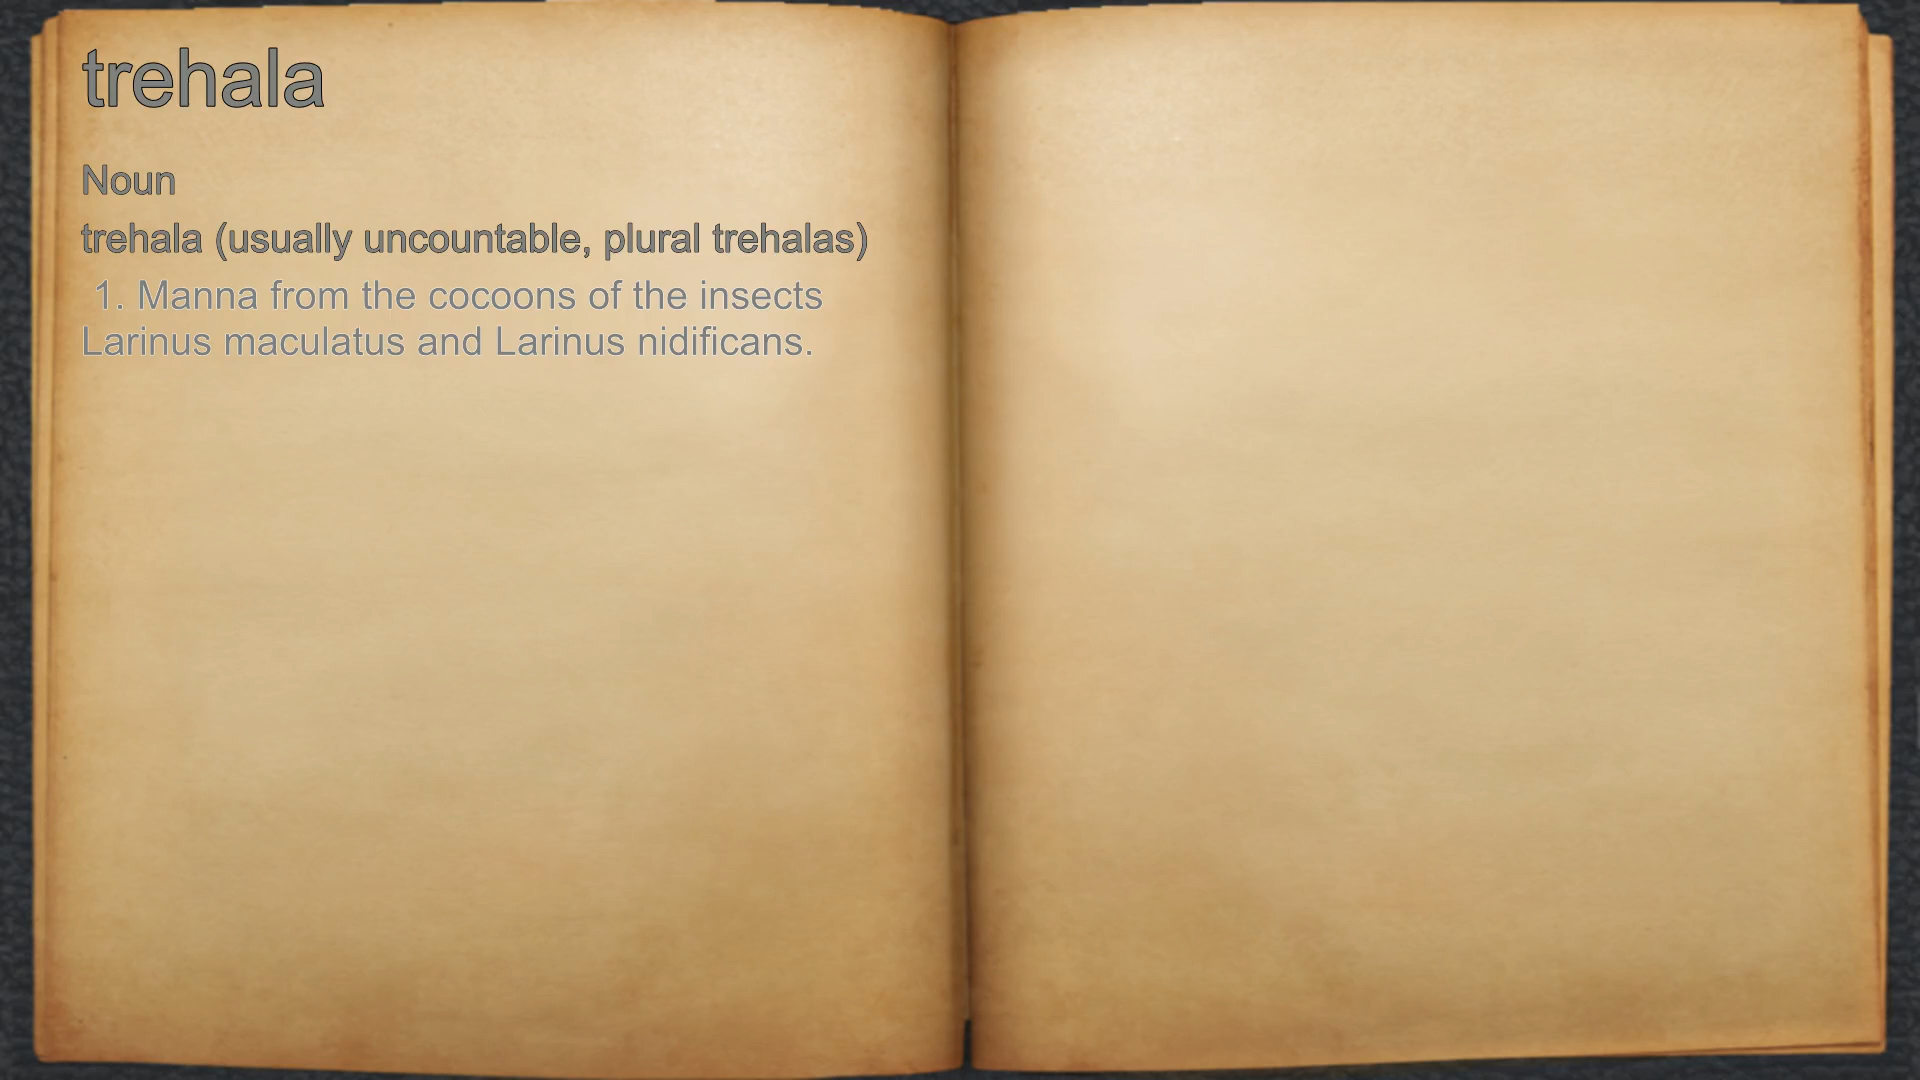 trehala
Noun
trehala (usually uncountable, plural trehalas)
1. Manna from the cocoons of the insects
Larinus maculatus and Larinus nidificans.